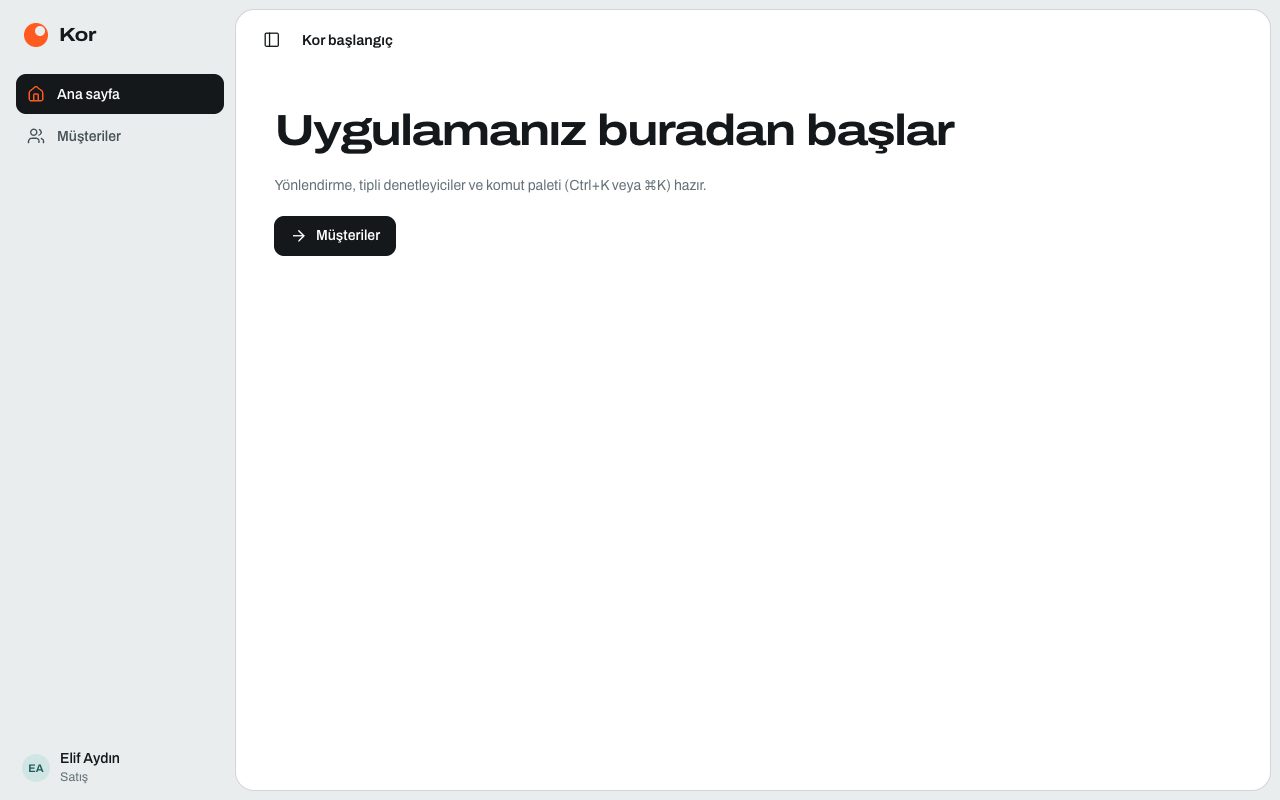 Kor
Ana sayfa
Müşteriler
Kor başlangıç
Uygulamanız buradan başlar
Yönlendirme, tipli denetleyiciler ve komut paleti (Ctrl+K veya ⌘K) hazır.
Müşteriler
EA
Elif Aydın
Satış